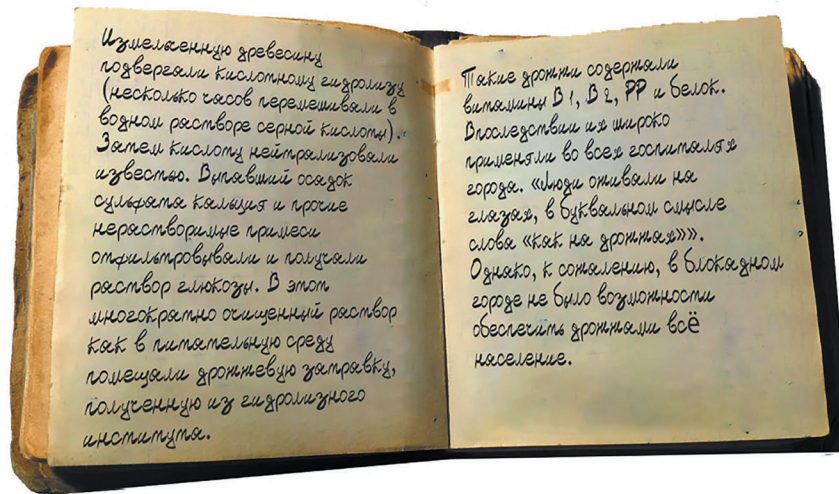 Измельченную древесину
подвергали кислотному гидролизу
(несколько часов перемешивали в
водном растворе серной кислоты).
Затем кислоту нейтрализовали
известью. Выпавший осадок
сульфата кальция и прочие
нерастворимые примеси
отфильтровывали и получали
раствор глюкозы. В этот
многократно очищенный раствор
как в питательную среду
помещали дрожжевую заправку,
полученную из гидролизного
института.
Такие дрожжи содержали
витамины В 1, В 2, РР и белок.
Впоследствии их широко
применяли во всех госпиталях
города. «Люди оживали на
глазах, в буквальном смысле
слова «как на дрожжах»».
Однако, к сожалению, в блокадном
городе не было возможности
обеспечить дрожжами всё
население.